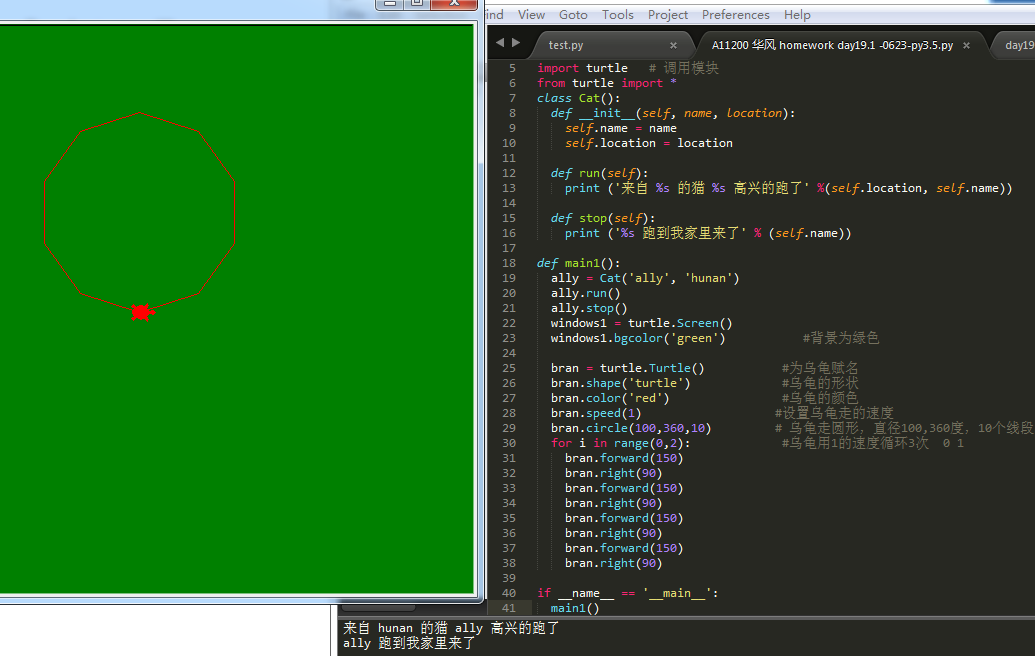 ind View Goto Tools Project Preferences Help
test.py × A11200 华风 homework day19.1 -0623-py3.5.py × day19
5 import turtle # 调用模块
6 from turtle import *
7 class Cat():
8 def __init__(self, name, location):
9 self.name = name
10 self.location = location
11
12 def run(self):
13 print ('来自 %s 的猫 %s 高兴的跑了' %(self.location, self.name))
14
15 def stop(self):
16 print ('%s 跑到我家里来了' % (self.name))
17
18 def main1():
19 ally = Cat('ally', 'hunan')
20 ally.run()
21 ally.stop()
22 windows1 = turtle.Screen()
23 windows1.bgcolor('green') #背景为绿色
24
25 bran = turtle.Turtle() #为乌龟赋名
26 bran.shape('turtle') #乌龟的形状
27 bran.color('red') #乌龟的颜色
28 bran.speed(1) #设置乌龟走的速度
29 bran.circle(100,360,10) # 乌龟走圆形，直径100,360度，10个线段
30 for i in range(0,2): #乌龟用1的速度循环3次 0 1
31 bran.forward(150)
32 bran.right(90)
33 bran.forward(150)
34 bran.right(90)
35 bran.forward(150)
36 bran.right(90)
37 bran.forward(150)
38 bran.right(90)
39
40 if __name__ == '__main__':
41 main1()
来自 hunan 的猫 ally 高兴的跑了
ally 跑到我家里来了